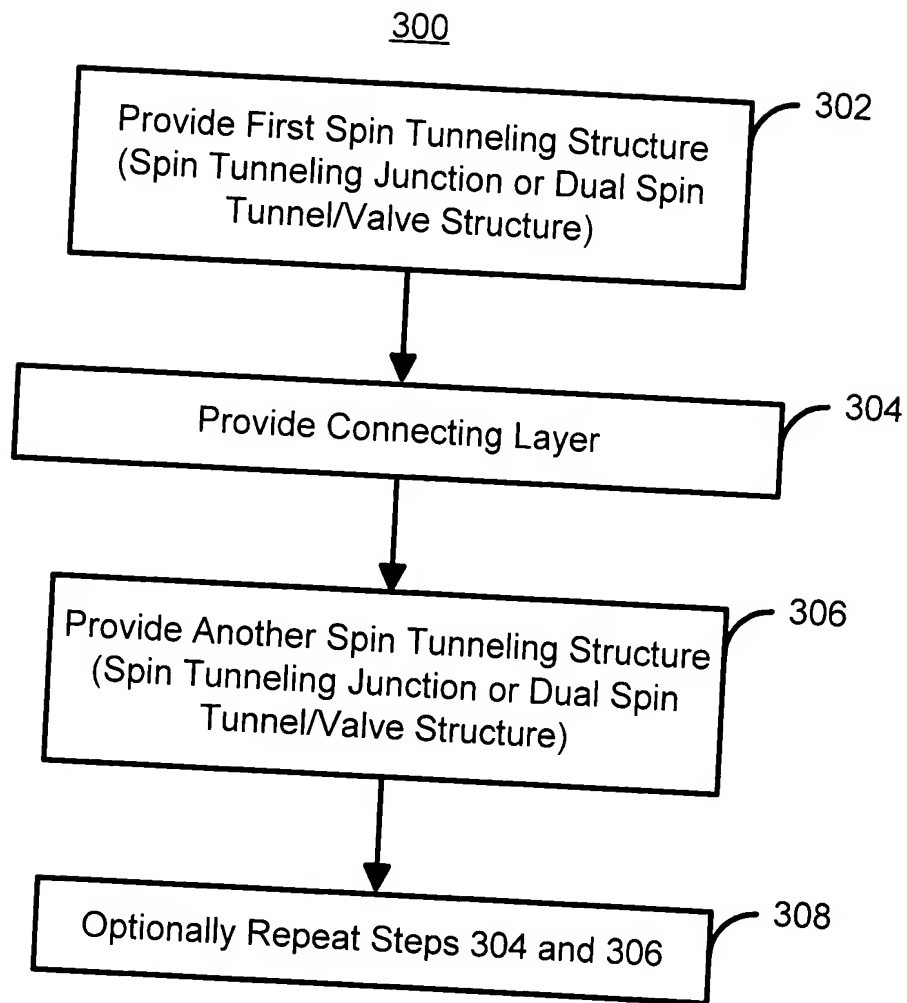 300
Provide First Spin Tunneling Structure
(Spin Tunneling Junction or Dual Spin
Tunnel/Valve Structure)
302
Provide Connecting Layer
304
Provide Another Spin Tunneling Structure
(Spin Tunneling Junction or Dual Spin
Tunnel/Valve Structure)
306
Optionally Repeat Steps 304 and 306
308